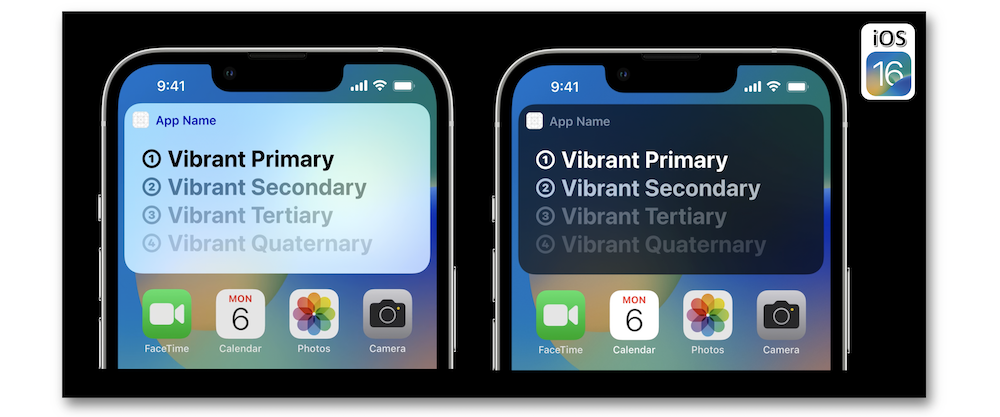 iOS
16
9:41
App Name
1 Vibrant Primary
2 Vibrant Secondary
3 Vibrant Tertiary
4 Vibrant Quaternary
MON
6
FaceTime Calendar Photos Camera
9:41
App Name
1 Vibrant Primary
2 Vibrant Secondary
3 Vibrant Tertiary
4 Vibrant Quaternary
MON
6
FaceTime Calendar Photos Camera